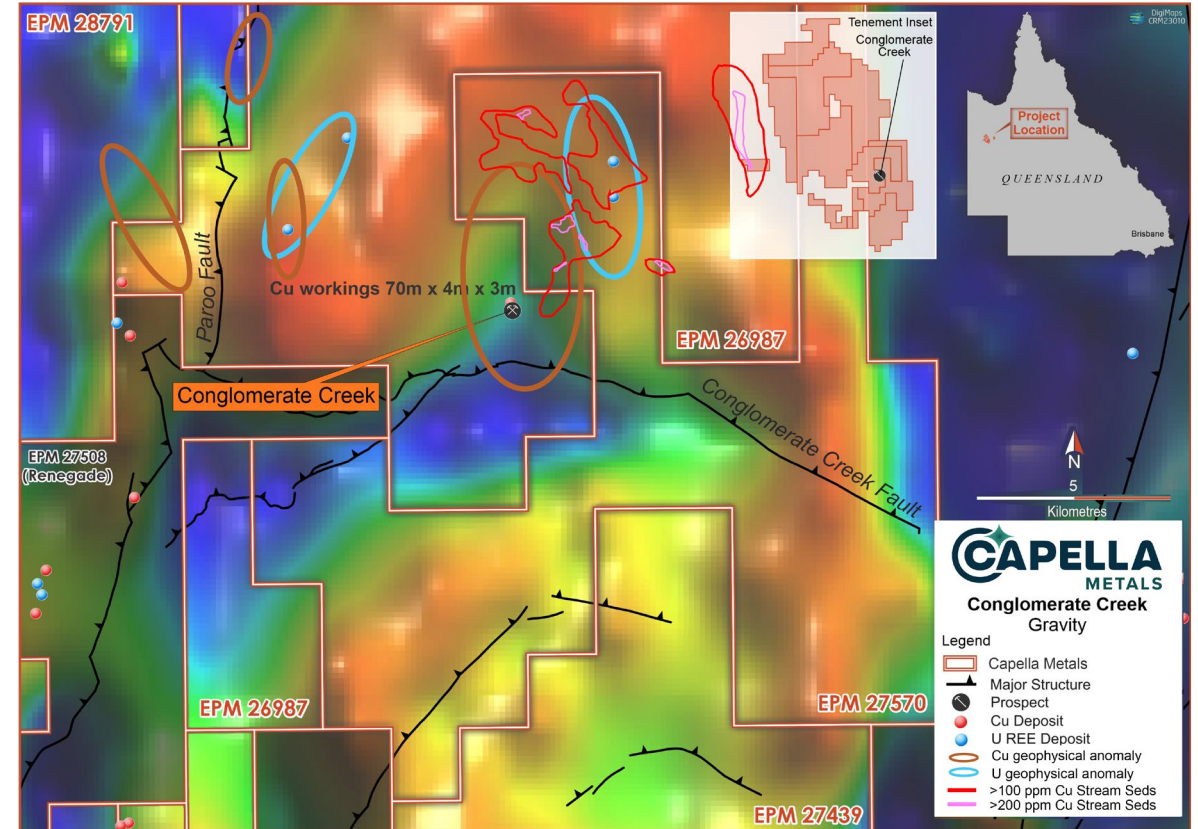 EPM 28791
DigiMaps
CRM23010
Tenement Inset
Conglomerate
Creek
Project
Location
QUEENSLAND
Brisbane
Paroo Fault
Cu workings 70m x 4m x 3m
EPM 26987
Conglomerate Creek
Conglomerate Creek Fault
EPM 27508
(Renegade)
N
5
Kilometres
CAPELLA
METALS
Conglomerate Creek
Gravity
Legend
Capella Metals
Major Structure
Prospect
Cu Deposit
U REE Deposit
Cu geophysical anomaly
U geophysical anomaly
>100 ppm Cu Stream Seds
>200 ppm Cu Stream Seds
EPM 26987
EPM 27570
EPM 27439